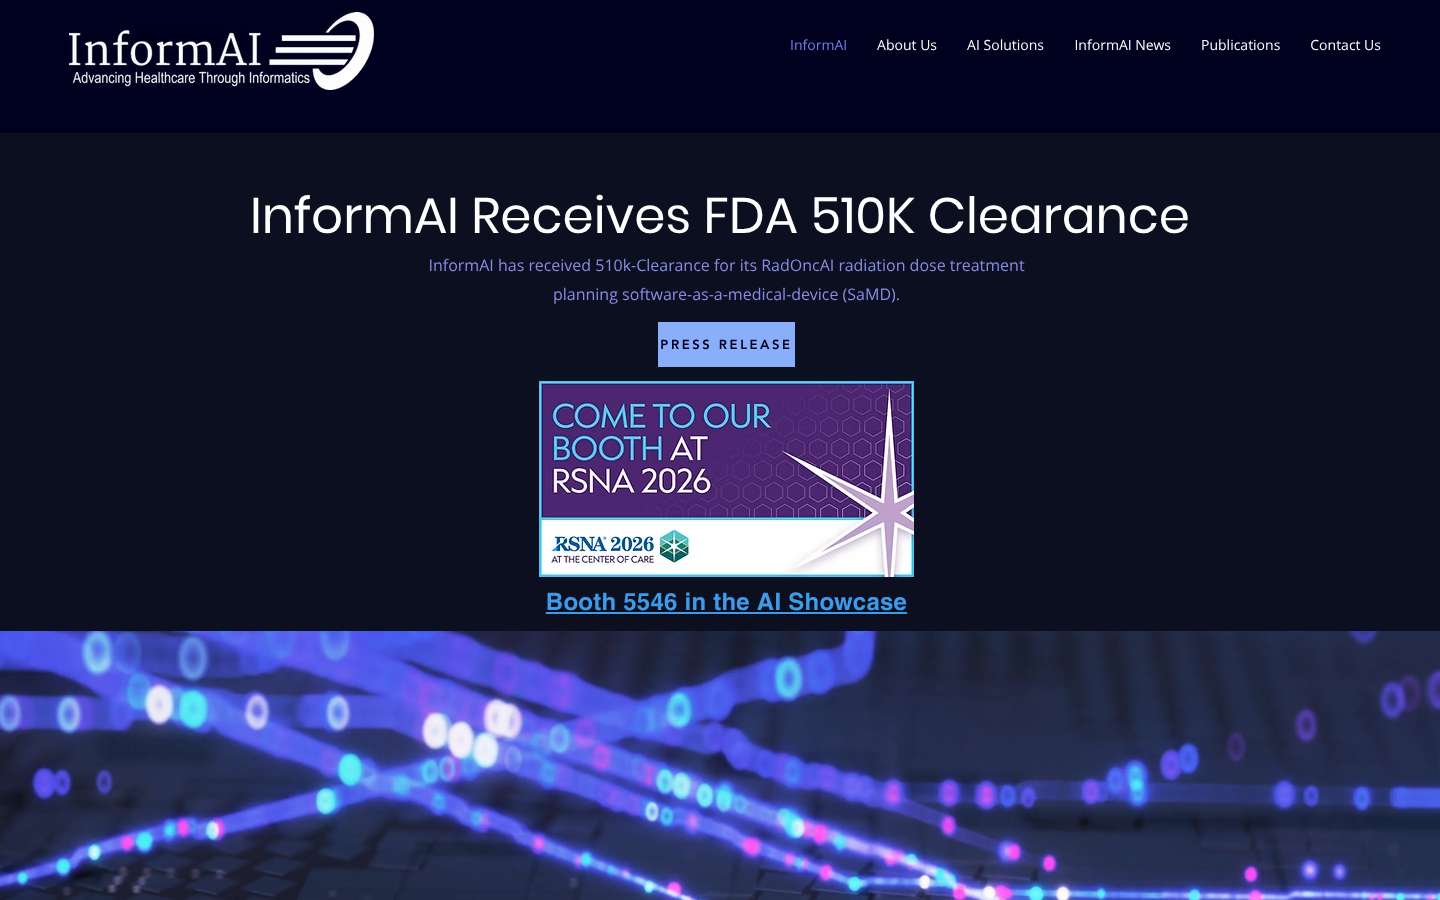 InformAI
Advancing Healthcare Through Informatics
InformAI
About Us
AI Solutions
InformAI News
Publications
Contact Us
InformAI Receives FDA 510K Clearance
InformAI has received 510k-Clearance for its RadOncAI radiation dose treatment
planning software-as-a-medical-device (SaMD).
PRESS RELEASE
COME TO OUR
BOOTH AT
RSNA 2026
RSNA 2026
AT THE CENTER OF CARE
Booth 5546 in the AI Showcase